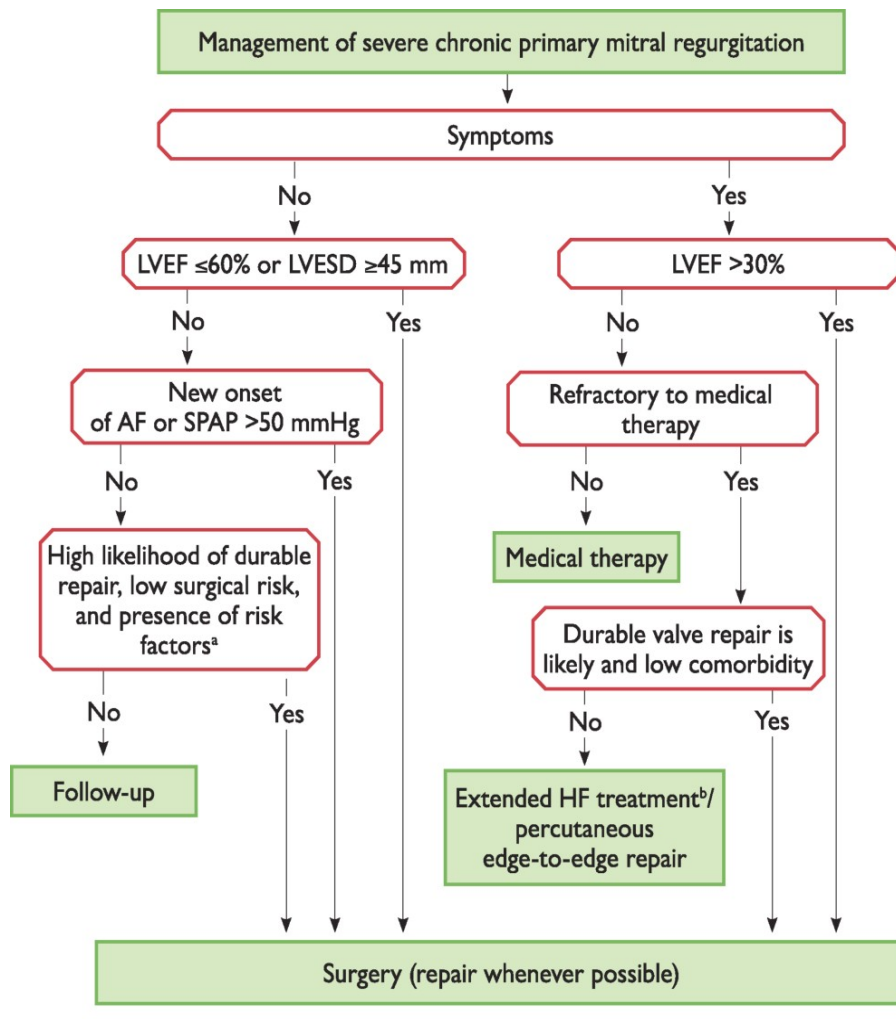 Management of severe chronic primary mitral regurgitation
Symptoms
No
Yes
LVEF ≤60% or LVESD ≥45 mm
LVEF >30%
No
Yes
No
Yes
New onset
of AF or SPAP >50 mmHg
Refractory to medical
therapy
No
Yes
No
Yes
High likelihood of durable
repair, low surgical risk,
and presence of risk
factorsᵃ
Medical therapy
Durable valve repair is
likely and low comorbidity
No
Yes
No
Yes
Follow-up
Extended HF treatmentᵇ/
percutaneous
edge-to-edge repair
Surgery (repair whenever possible)